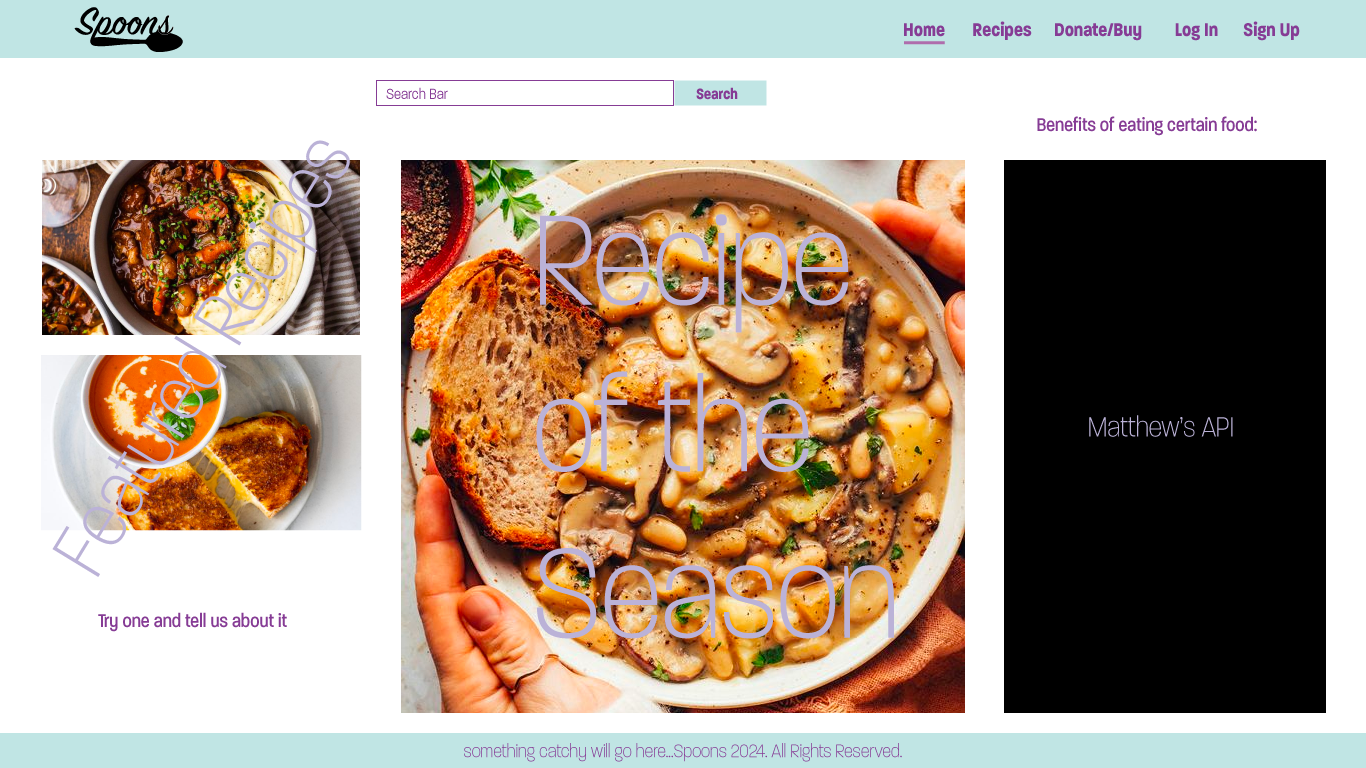 Spoons
Home Recipes Donate/Buy Log In Sign Up
Search Bar Search
Benefits of eating certain food:
Featured Recipes
Recipe
of the
Season
Matthew's API
Try one and tell us about it
something catchy will go here...Spoons 2024. All Rights Reserved.